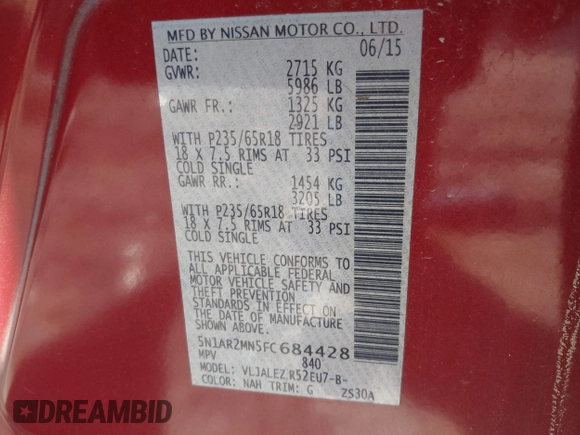 MFD BY NISSAN MOTOR CO., LTD.
DATE: 06/15
GVWR: 2715 KG
5986 LB
GAWR FR.: 1325 KG
2921 LB
WITH P235/65R18 TIRES
18 X 7.5 RIMS AT 33 PSI
COLD SINGLE
GAWR RR.: 1454 KG
3205 LB
WITH P235/65R18 TIRES
18 X 7.5 RIMS AT 33 PSI
COLD SINGLE
THIS VEHICLE CONFORMS TO
ALL APPLICABLE FEDERAL
MOTOR VEHICLE SAFETY AND
THEFT PREVENTION
STANDARDS IN EFFECT ON
THE DATE OF MANUFACTURE
SHOWN ABOVE.
5N1AR2MN5FC684428
MPV 840
MODEL: VLJALEZ R52EU7-B-
COLOR: NAH TRIM: G ZS30A
DREAMBID